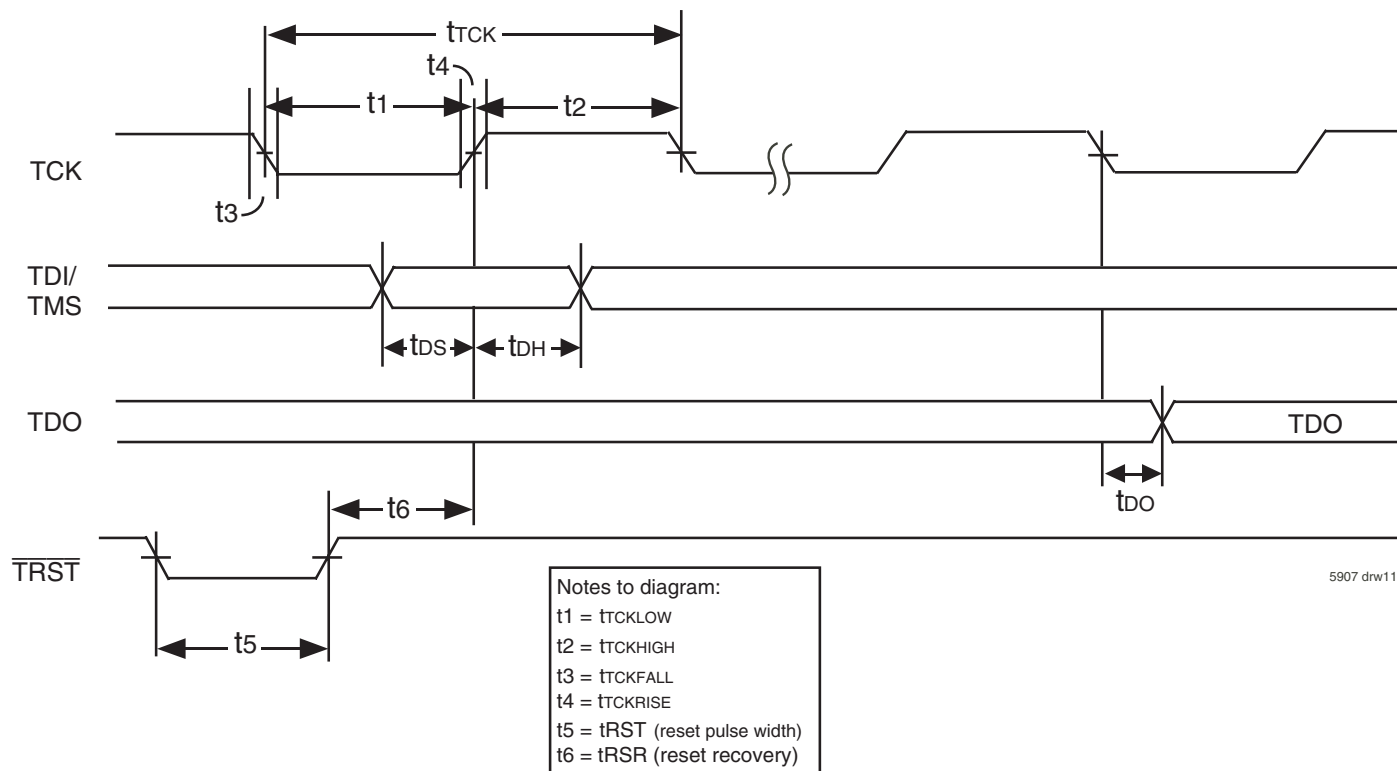 tTCK
t4
t1
t2
TCK
t3
TDI/
TMS
tDS
tDH
TDO
TDO
tDO
t6
TRST
5907 drw11
t5
Notes to diagram:
t1 = tTCKLOW
t2 = tTCKHIGH
t3 = tTCKFALL
t4 = tTCKRISE
t5 = tRST (reset pulse width)
t6 = tRSR (reset recovery)